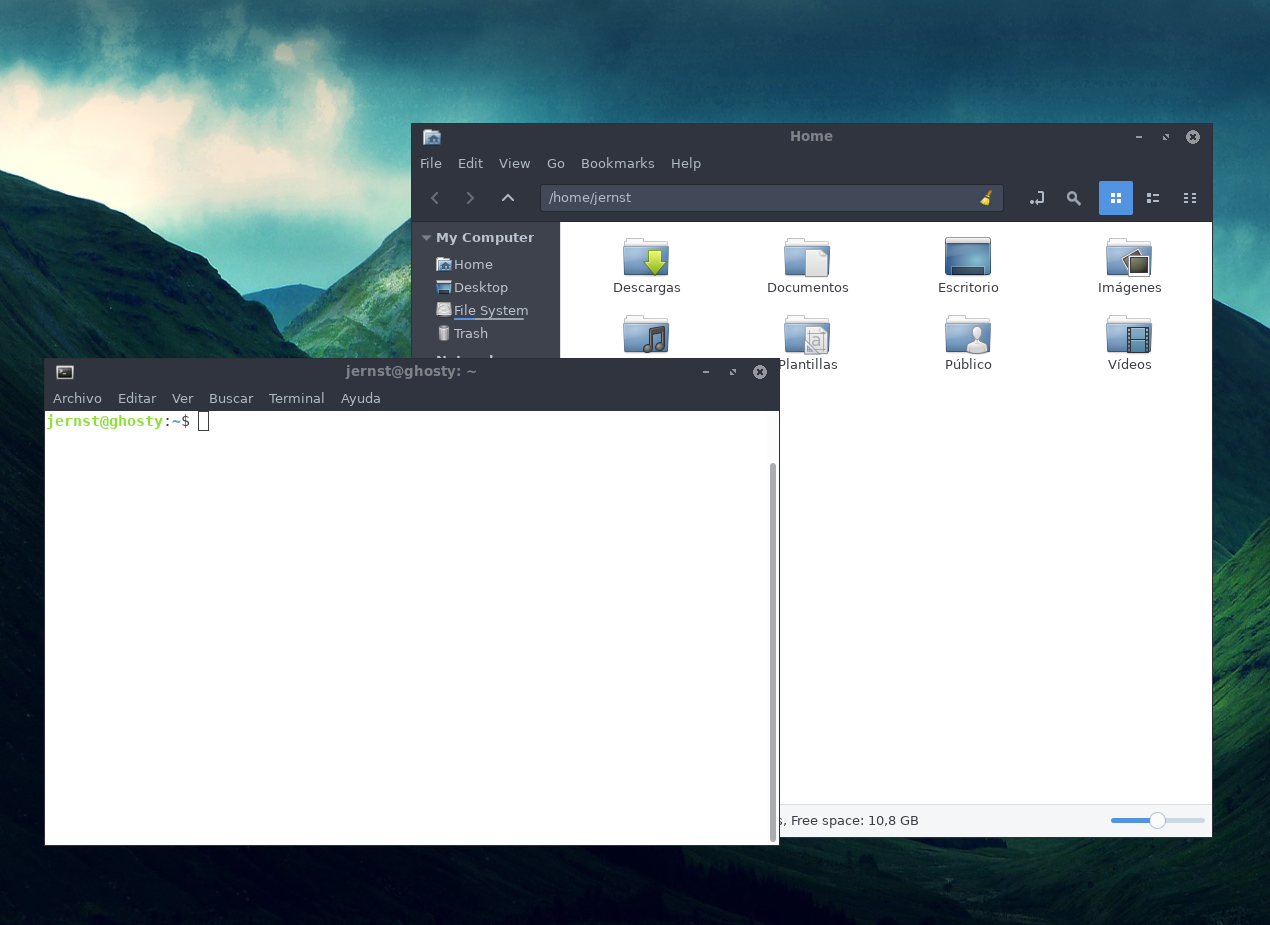 Home
File Edit View Go Bookmarks Help
/home/jernst
My Computer
Home
Desktop
File System
Trash
Descargas Documentos Escritorio Imágenes
Plantillas Público Vídeos
jernst@ghosty: ~
Archivo Editar Ver Buscar Terminal Ayuda
jernst@ghosty:~$
, Free space: 10,8 GB